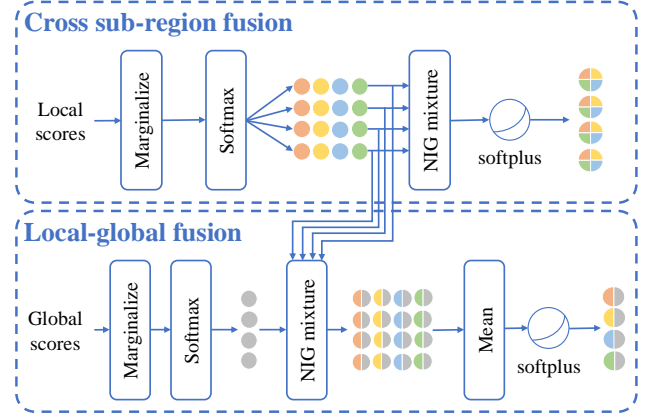 Cross sub-region fusion
Local
scores
Marginalize
Softmax
NIG mixture
softplus
Local-global fusion
Global
scores
Marginalize
Softmax
NIG mixture
Mean
softplus